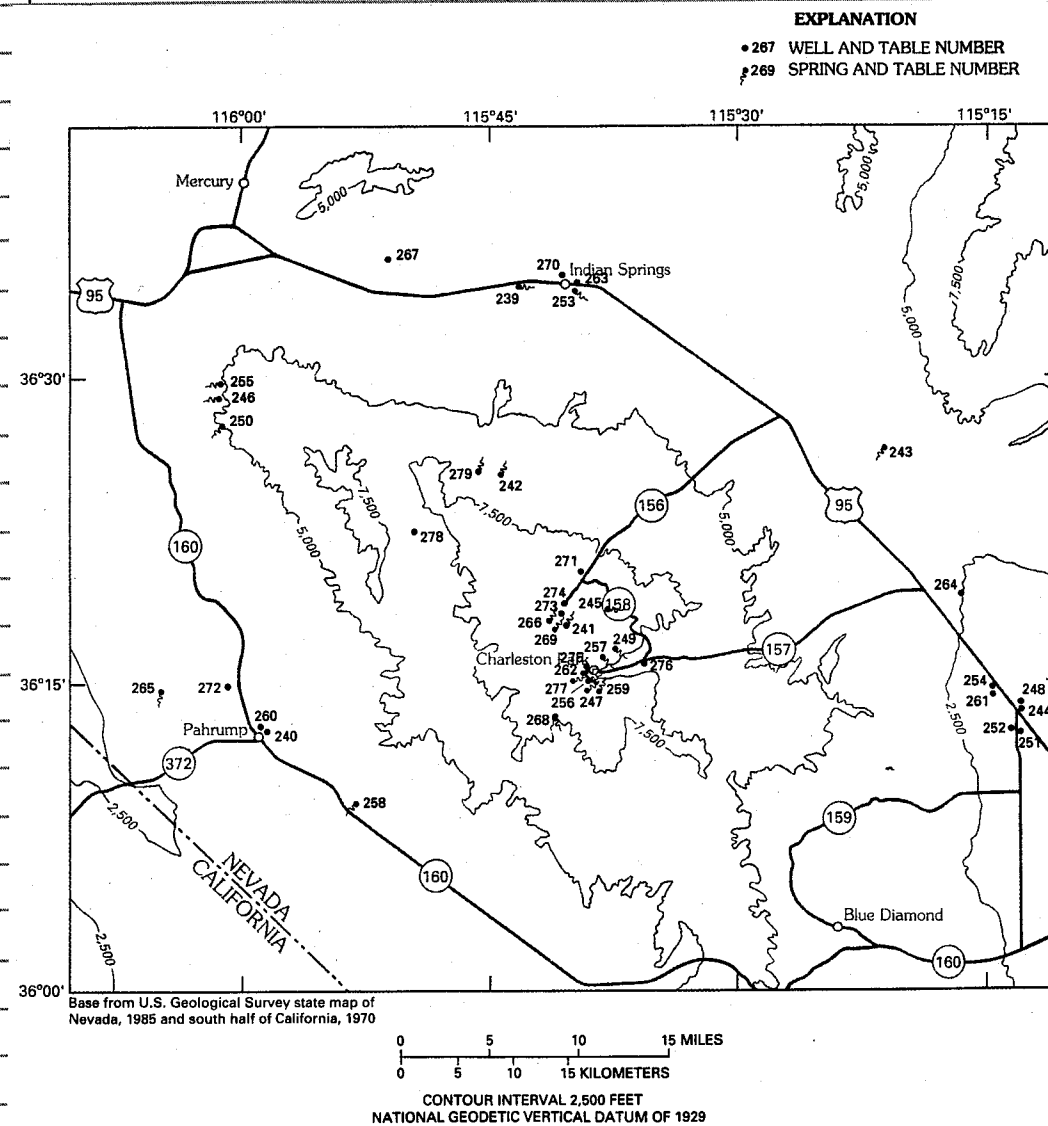 EXPLANATION
267 WELL AND TABLE NUMBER
269 SPRING AND TABLE NUMBER
116°00' 115°45' 115°30' 115°15'
Mercury
5,000
5,000
267
270 Indian Springs
263
239 253
95
7,500
5,000
36°30'
255
246
250
243
279 242
7,500
7,500
156
95
5,000
5,000
278
160
271
264
274
273 245 158
266 241
269
249
257
Charleston
262
276
157
277 259
256 247
268
7,500
36°15'
265 272
254
261
248
244
252 251
2,500
260
Pahrump 240
372
258
2,500
159
NEVADA
CALIFORNIA
160
Blue Diamond
2,500
160
36°00'
Base from U.S. Geological Survey state map of
Nevada, 1985 and south half of California, 1970
0 5 10 15 MILES
0 5 10 15 KILOMETERS
CONTOUR INTERVAL 2,500 FEET
NATIONAL GEODETIC VERTICAL DATUM OF 1929